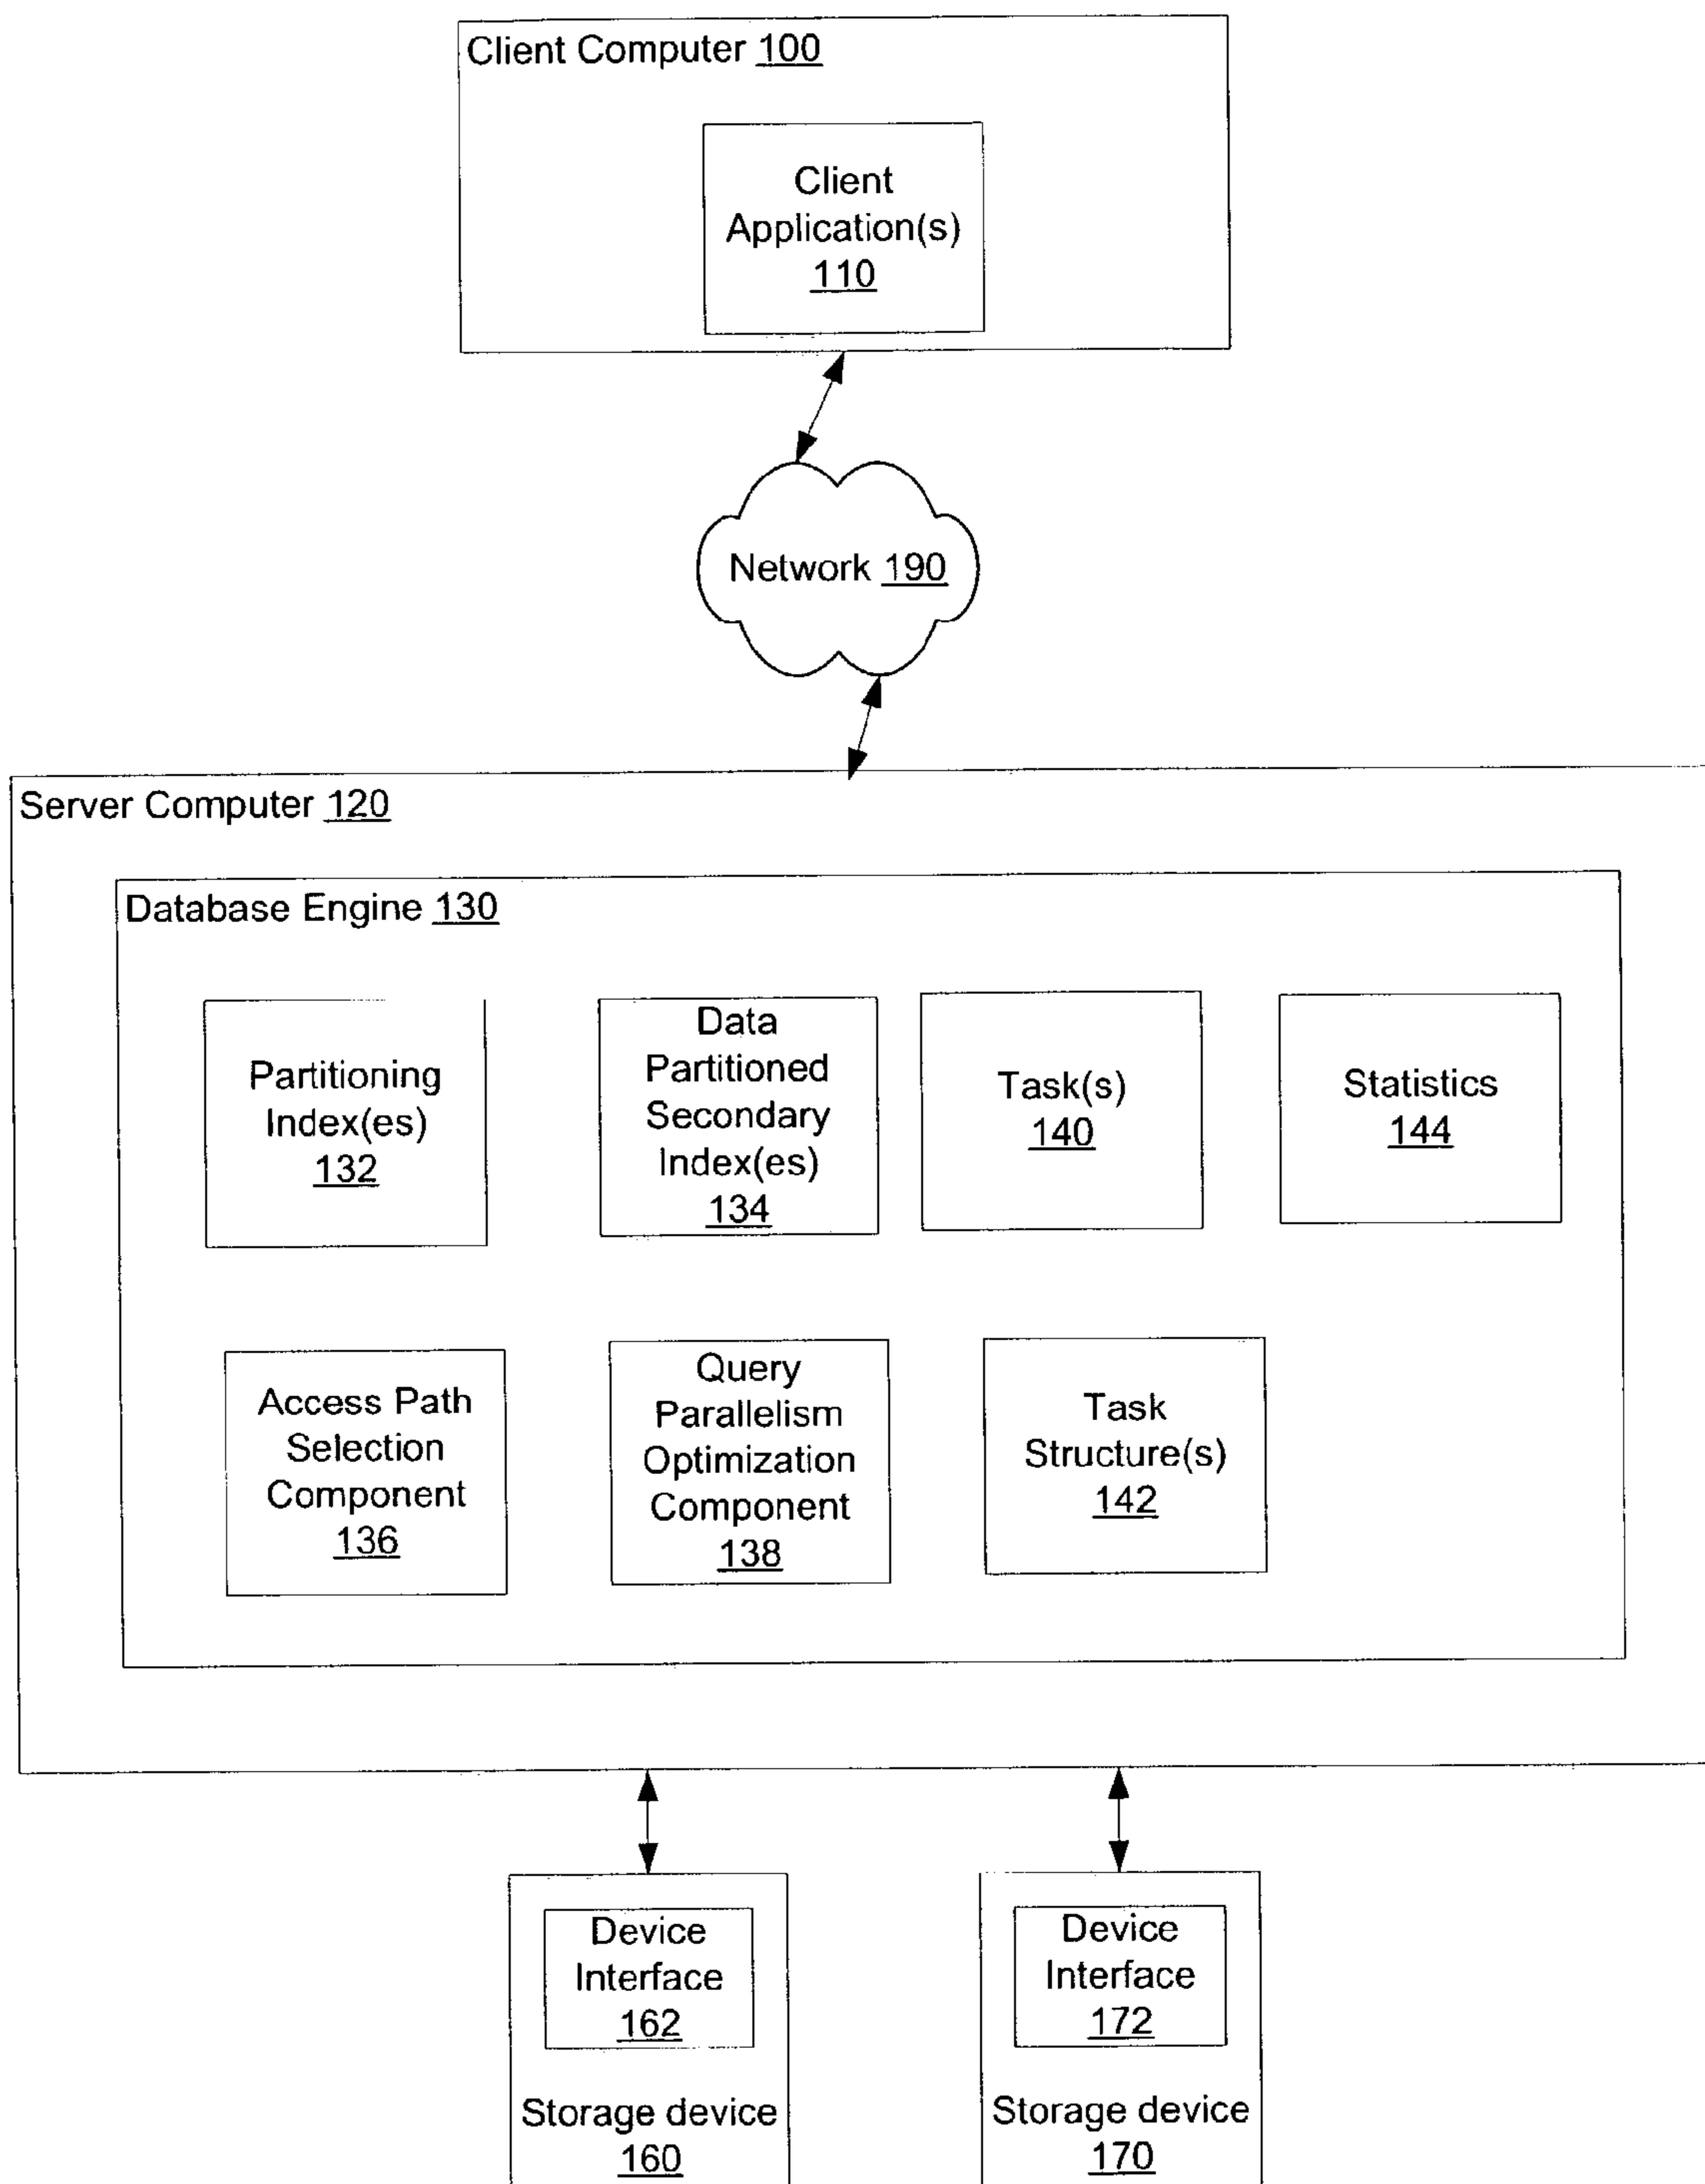 Client Computer 100
Client
Application(s)
110
Network 190
Server Computer 120
Database Engine 130
Partitioning
Index(es)
132
Data
Partitioned
Secondary
Index(es)
134
Task(s)
140
Statistics
144
Access Path
Selection
Component
136
Query
Parallelism
Optimization
Component
138
Task
Structure(s)
142
Device
Interface
162
Storage device
160
Device
Interface
172
Storage device
170